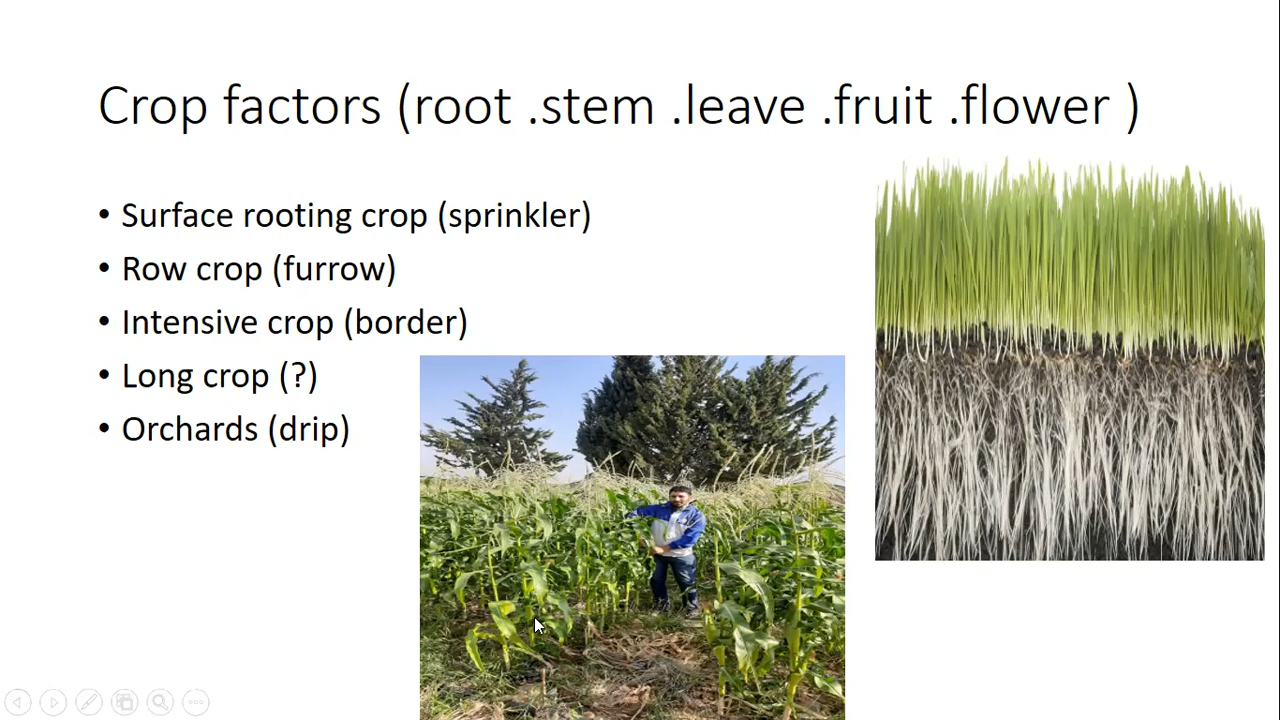 Crop factors (root .stem .leave .fruit .flower )
• Surface rooting crop (sprinkler)
• Row crop (furrow)
• Intensive crop (border)
• Long crop (?)
• Orchards (drip)